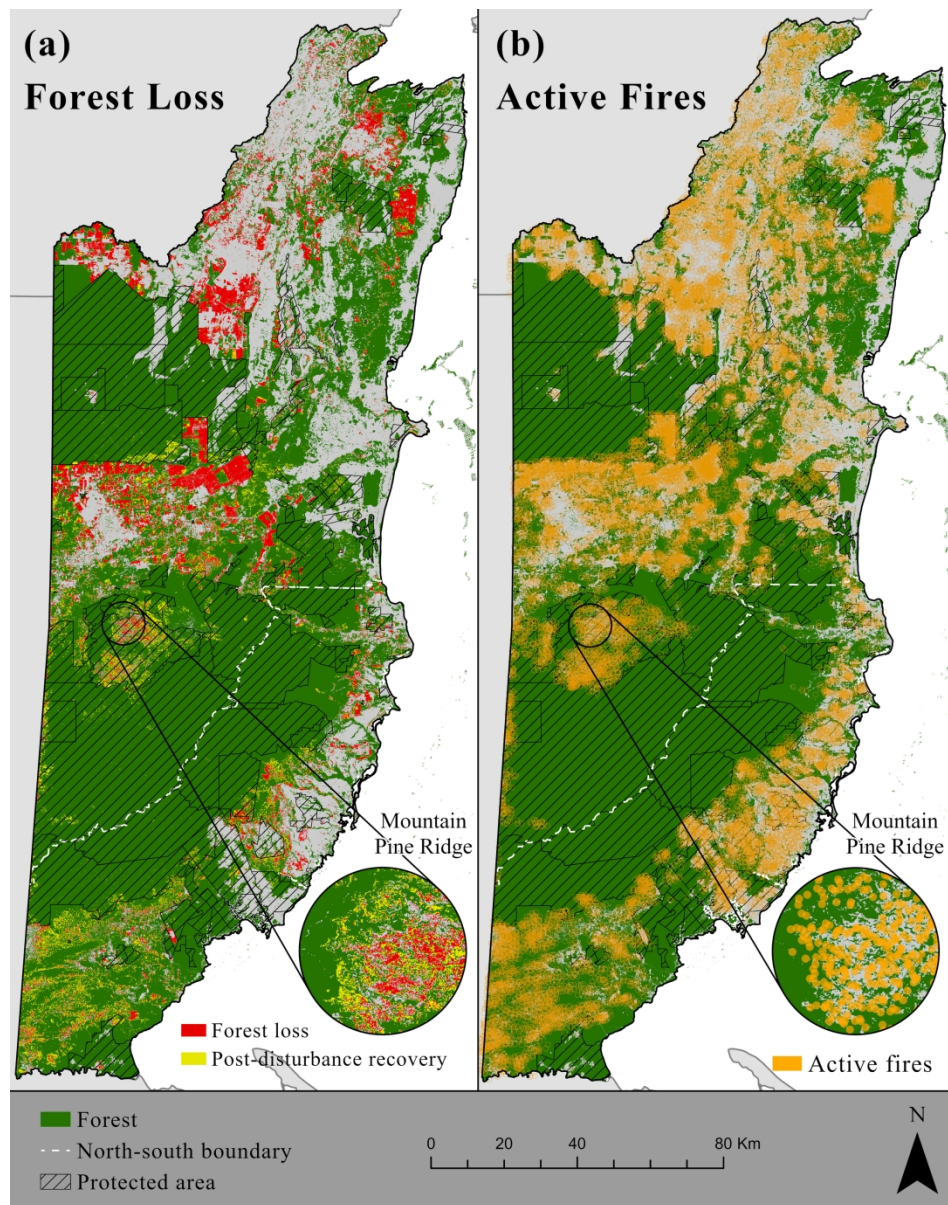 (a)
Forest Loss
(b)
Active Fires
Mountain
Pine Ridge
Mountain
Pine Ridge
Forest loss
Post-disturbance recovery
Active fires
Forest
North-south boundary
Protected area
0 20 40 80 Km
N